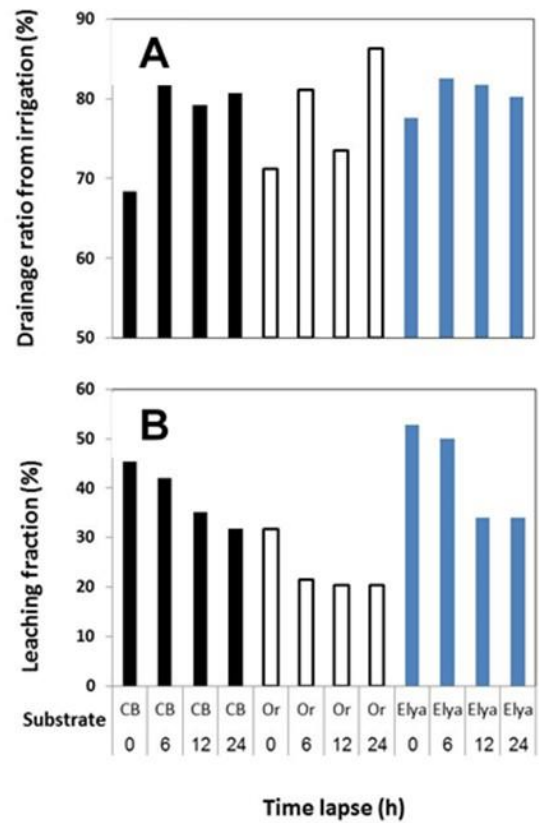 Drainage ratio from irrigation (%)
90
80
70
60
50
A
Leaching fraction (%)
60
50
40
30
20
10
0
B
Substrate CB CB CB CB Or Or Or Or Elya Elya Elya Elya
0 6 12 24 0 6 12 24 0 6 12 24
Time lapse (h)